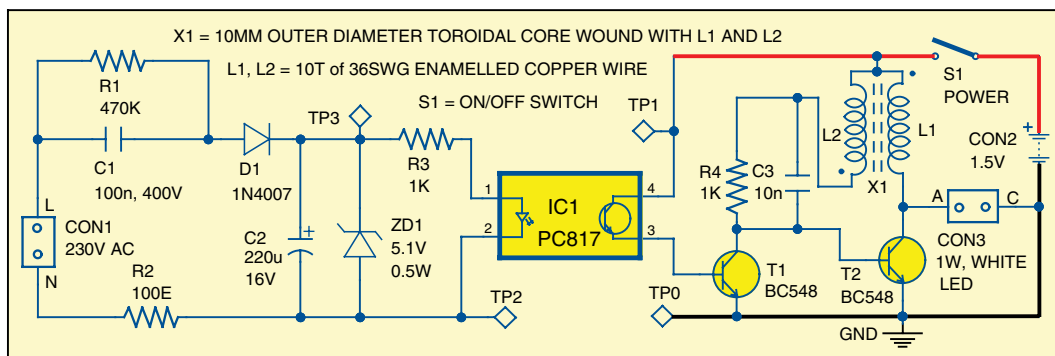 X1 = 10MM OUTER DIAMETER TOROIDAL CORE WOUND WITH L1 AND L2
L1, L2 = 10T of 36SWG ENAMELLED COPPER WIRE
S1 = ON/OFF SWITCH
R1
470K
C1
100n, 400V
L
CON1
230V AC
N
R2
100E
D1
1N4007
TP3
C2
220u
16V
+
ZD1
5.1V
0.5W
R3
1K
TP2
1
2
IC1
PC817
4
3
TP1
TP0
R4
1K
C3
10n
T1
BC548
L2
L1
X1
T2
BC548
S1
POWER
+
CON2
1.5V
A
C
CON3
1W, WHITE
LED
GND